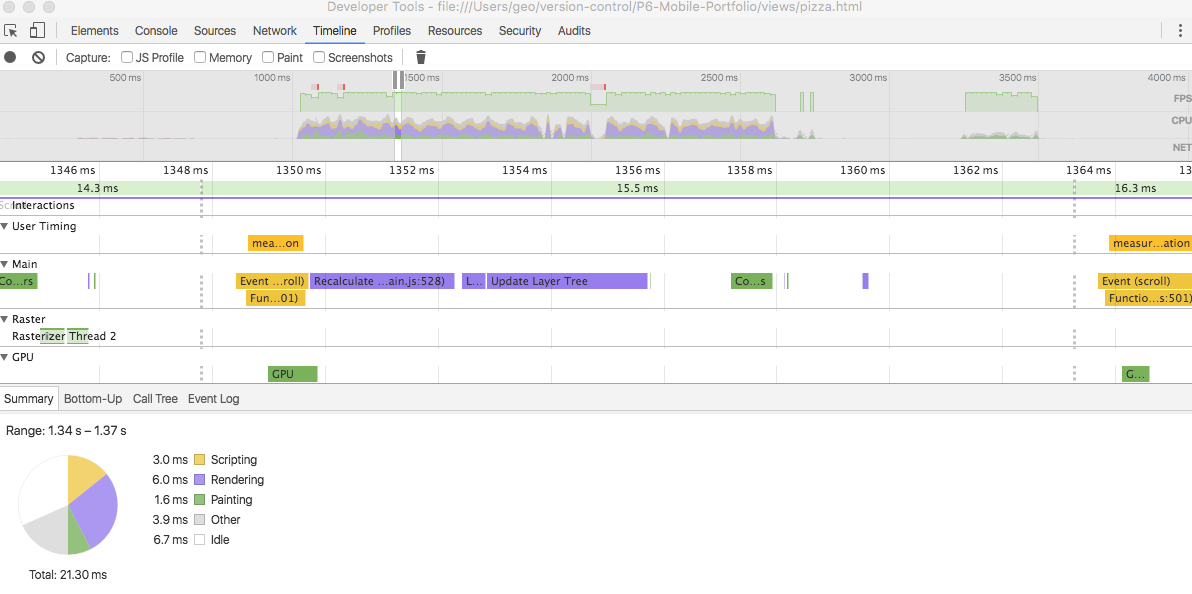 Developer Tools - file:///Users/geo/version-control/P6-Mobile-Portfolio/views/pizza.html
Elements Console Sources Network Timeline Profiles Resources Security Audits
Capture: JS Profile Memory Paint Screenshots
500 ms 1000 ms 1500 ms 2000 ms 2500 ms 3000 ms 3500 ms 4000 ms
FPS
CPU
NET
1346 ms 1348 ms 1350 ms 1352 ms 1354 ms 1356 ms 1358 ms 1360 ms 1362 ms 1364 ms 13
14.3 ms 15.5 ms 16.3 ms
Interactions
User Timing
mea...on measur...ation
Main
Co...rs Event ...roll) Recalculate ...ain.js:528) L... Update Layer Tree Co...s Event (scroll)
Fun...01) Functio...s:501)
Raster
Rasterizer Thread 2
GPU
GPU G...
Summary Bottom-Up Call Tree Event Log
Range: 1.34 s – 1.37 s
3.0 ms Scripting
6.0 ms Rendering
1.6 ms Painting
3.9 ms Other
6.7 ms Idle
Total: 21.30 ms